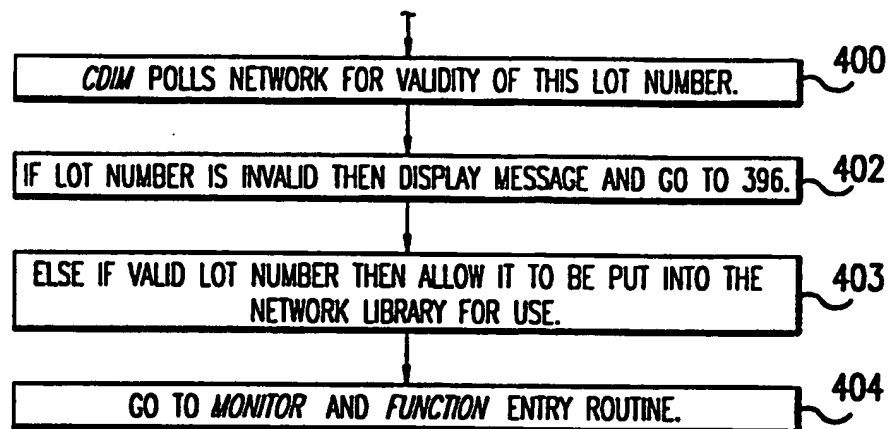 CDIM POLLS NETWORK FOR VALIDITY OF THIS LOT NUMBER. 400
IF LOT NUMBER IS INVALID THEN DISPLAY MESSAGE AND GO TO 396. 402
ELSE IF VALID LOT NUMBER THEN ALLOW IT TO BE PUT INTO THE
NETWORK LIBRARY FOR USE. 403
GO TO MONITOR AND FUNCTION ENTRY ROUTINE. 404